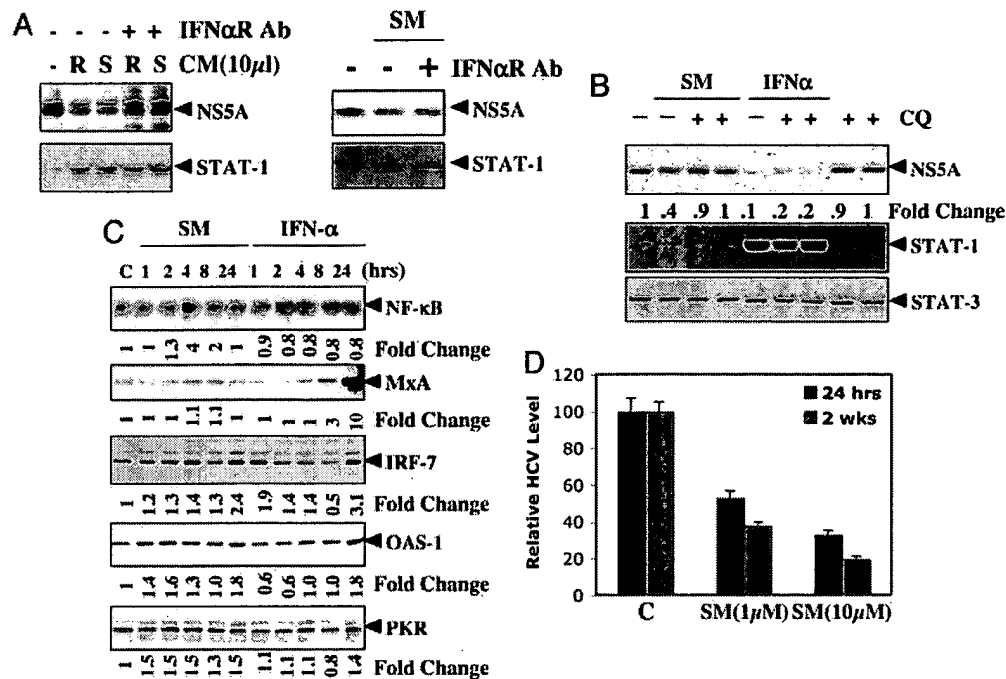 A
- - - + + IFNαR Ab
- R S R S CM(10µl)
NS5A
STAT-1
SM
- - + IFNαR Ab
NS5A
STAT-1
B
SM IFNα
- - + + - + + + + CQ
NS5A
1 .4 .9 1 .1 .2 .2 .9 1 Fold Change
STAT-1
STAT-3
C
SM IFN-α
C 1 2 4 8 24 1 2 4 8 24 (hrs)
NF-κB
1 1 1.3 4 2 1 0.9 0.8 0.8 0.8 0.8 Fold Change
MxA
1 1 1 1.1 1.1 1 1 1 1 3 10 Fold Change
IRF-7
1 1.2 1.3 1.4 1.3 2.4 1.9 1.4 1.4 0.5 3.1 Fold Change
OAS-1
1 1.4 1.6 1.3 1.0 1.8 0.6 0.6 1.0 1.0 1.8 Fold Change
PKR
1 1.5 1.5 1.5 1.3 1.5 1.1 1.1 1.1 0.8 1.4 Fold Change
D
Relative HCV Level
120
100
80
60
40
20
0
24 hrs
2 wks
C SM(1µM) SM(10µM)